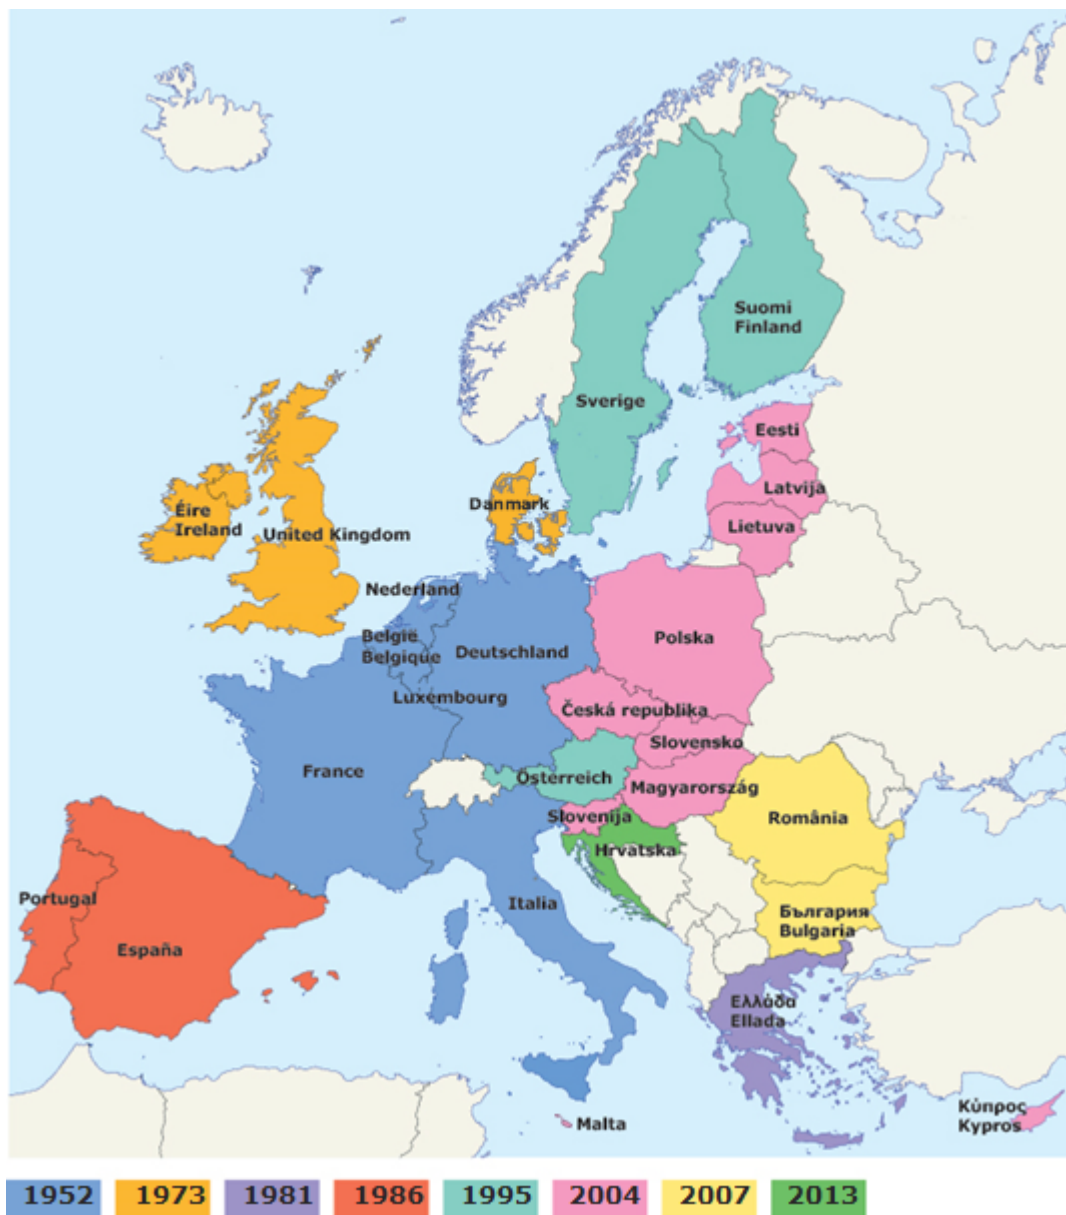 Suomi
Finland
Sverige
Eesti
Latvija
Lietuva
Danmark
Éire
Ireland
United Kingdom
Nederland
België
Belgique
Deutschland
Polska
Luxembourg
Česká republika
Slovensko
France
Österreich
Magyarország
Slovenija
România
Hrvatska
Portugal
España
Italia
България
Bulgaria
Ελλάδα
Ellada
Malta
Κύπρος
Kypros
1952 1973 1981 1986 1995 2004 2007 2013